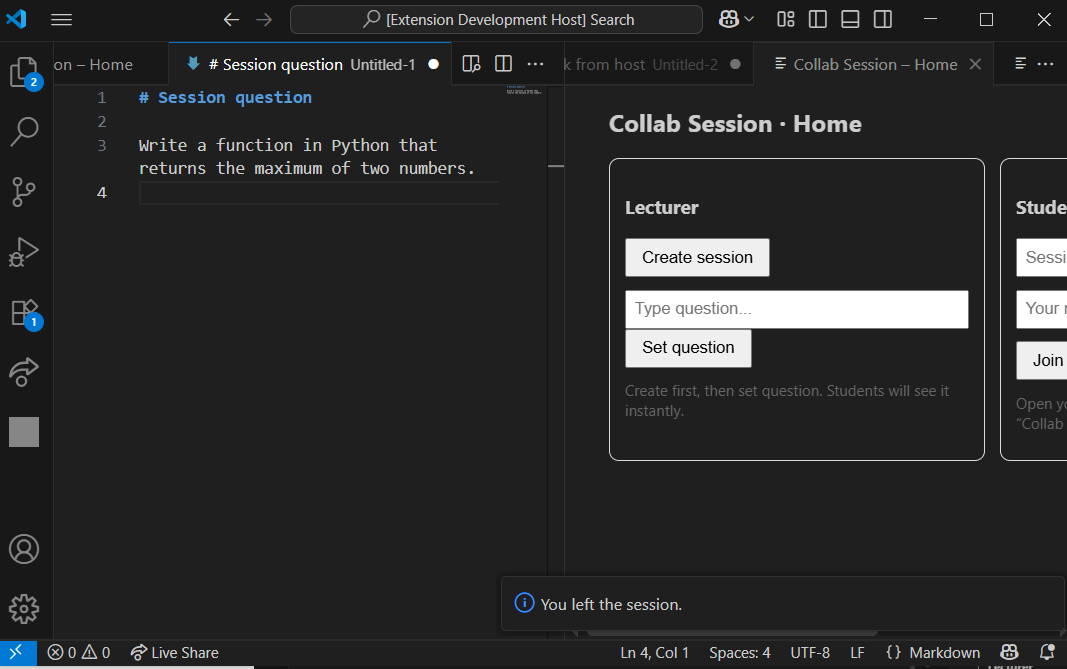 [Extension Development Host] Search
on – Home
# Session question Untitled-1
k from host Untitled-2
Collab Session – Home
2
1
1 # Session question
2
3 Write a function in Python that
returns the maximum of two numbers.
4
Collab Session · Home
Lecturer
Create session
Type question...
Set question
Create first, then set question. Students will see it
instantly.
Stude
Sessi
Your
Join
Open yo
“Collab
You left the session.
0 0 Live Share
Ln 4, Col 1 Spaces: 4 UTF-8 LF {} Markdown